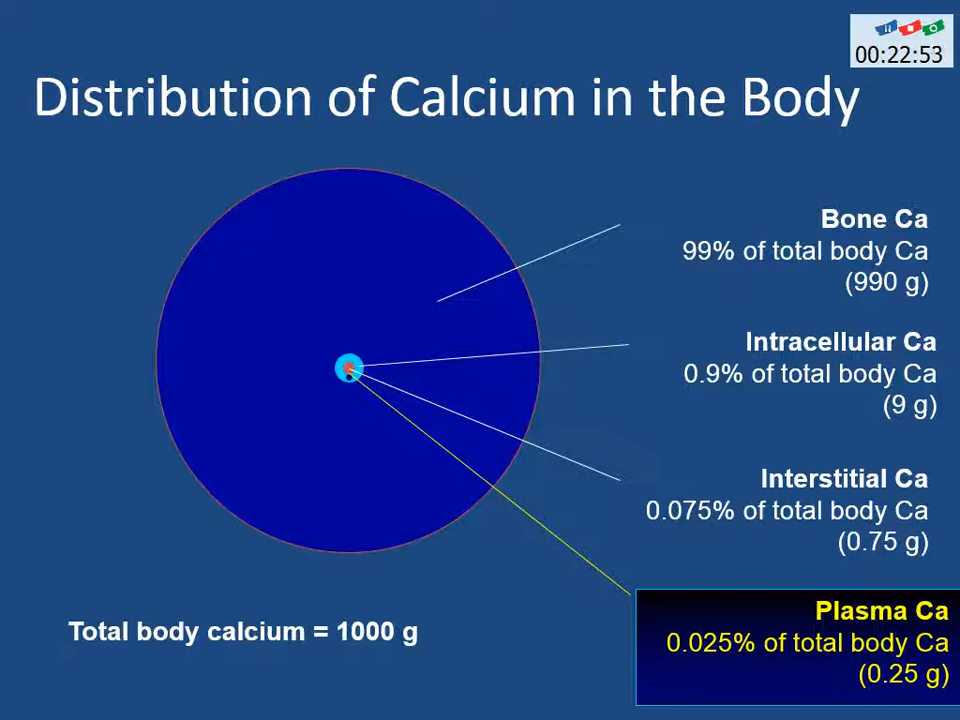 00:22:53
Distribution of Calcium in the Body
Bone Ca
99% of total body Ca
(990 g)
Intracellular Ca
0.9% of total body Ca
(9 g)
Interstitial Ca
0.075% of total body Ca
(0.75 g)
Plasma Ca
0.025% of total body Ca
(0.25 g)
Total body calcium = 1000 g